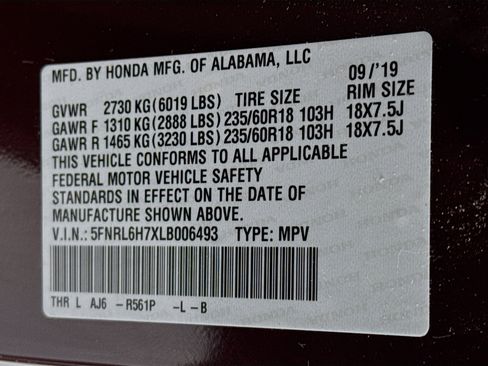 MFD. BY HONDA MFG. OF ALABAMA, LLC
09/'19
GVWR 2730 KG(6019 LBS) TIRE SIZE RIM SIZE
GAWR F 1310 KG(2888 LBS) 235/60R18 103H 18X7.5J
GAWR R 1465 KG(3230 LBS) 235/60R18 103H 18X7.5J
THIS VEHICLE CONFORMS TO ALL APPLICABLE
FEDERAL MOTOR VEHICLE SAFETY
STANDARDS IN EFFECT ON THE DATE OF
MANUFACTURE SHOWN ABOVE.
V.I.N.:5FNRL6H7XLB006493 TYPE: MPV
THR L AJ6 -R561P -L -B